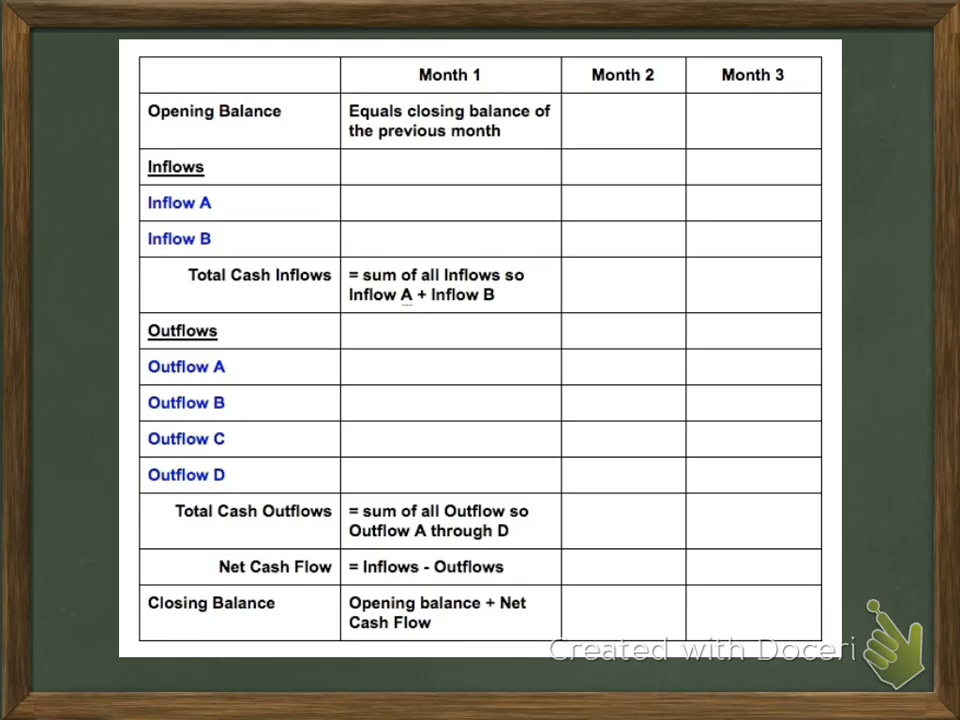 Month 1 Month 2 Month 3
Opening Balance Equals closing balance of
the previous month
Inflows
Inflow A
Inflow B
Total Cash Inflows = sum of all Inflows so
Inflow A + Inflow B
Outflows
Outflow A
Outflow B
Outflow C
Outflow D
Total Cash Outflows = sum of all Outflow so
Outflow A through D
Net Cash Flow = Inflows - Outflows
Closing Balance Opening balance + Net
Cash Flow
Created with Doceri